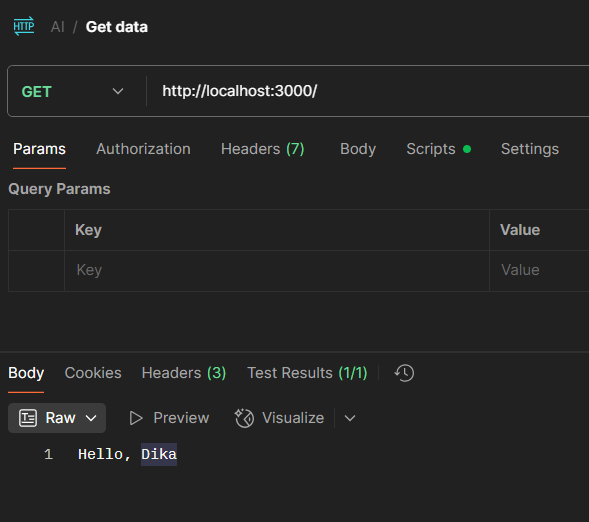 HTTP AI / Get data
GET http://localhost:3000/
Params Authorization Headers (7) Body Scripts Settings
Query Params
Key Value
Key Value
Body Cookies Headers (3) Test Results (1/1)
Raw Preview Visualize
1 Hello, Dika